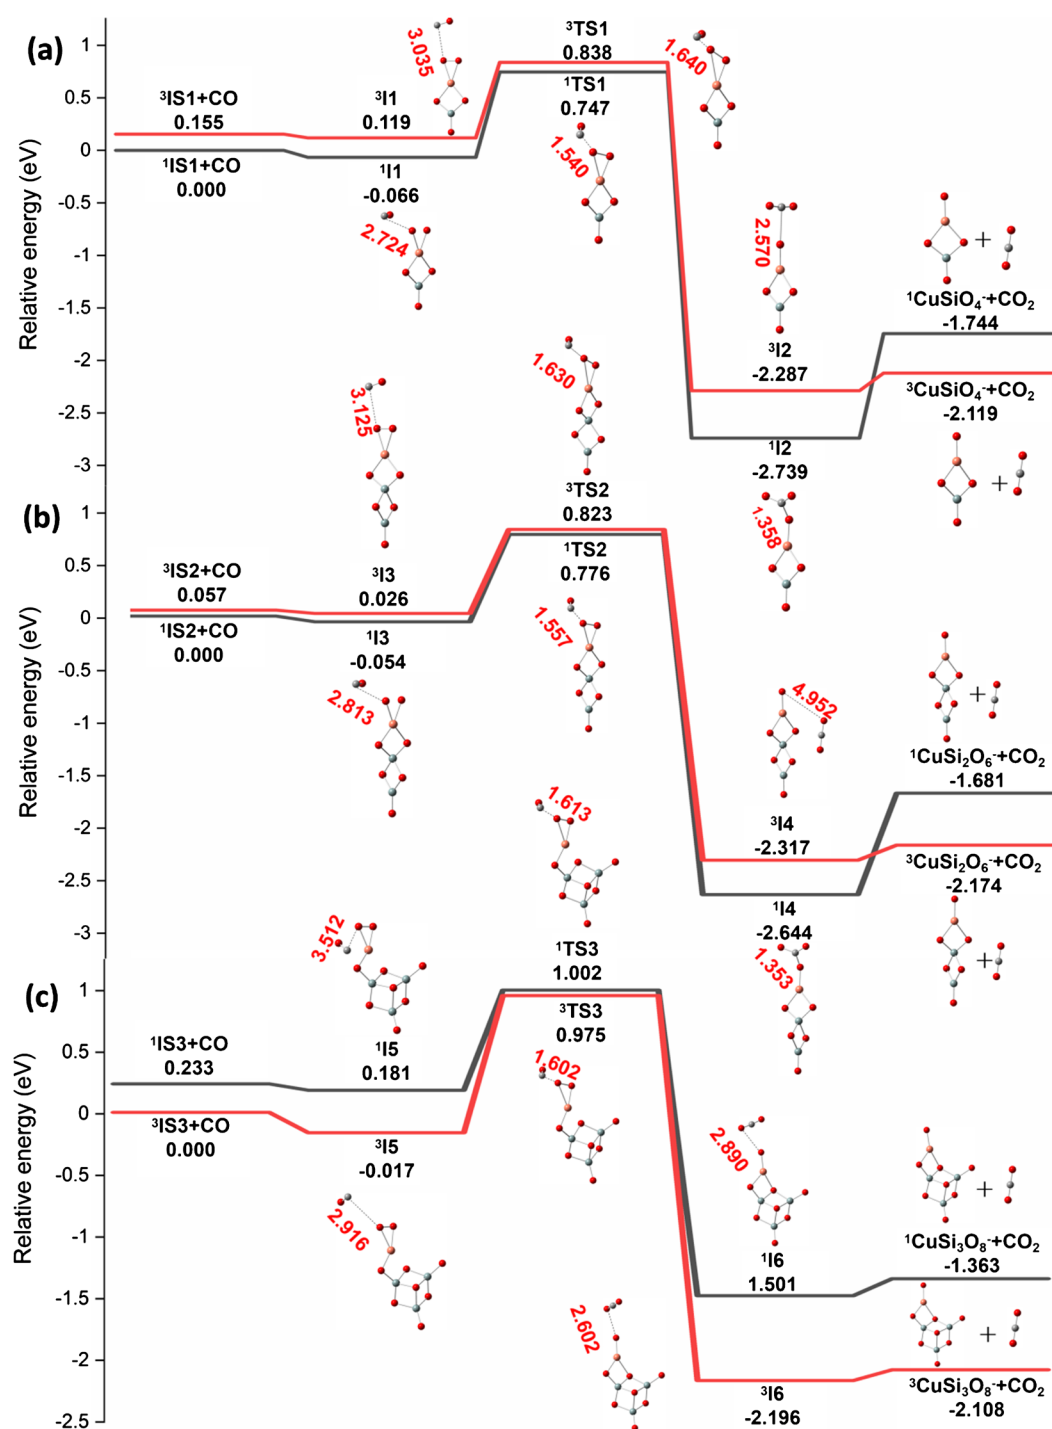 (a)
Relative energy (eV)
1
0.5
0
-0.5
-1
-1.5
-2
-2.5
-3
³IS1+CO
0.155
¹IS1+CO
0.000
³I1
0.119
¹I1
-0.066
3.035
2.724
³TS1
0.838
¹TS1
0.747
1.540
1.640
2.570
³I2
-2.287
¹I2
-2.739
1.358
+
¹CuSiO₄⁻+CO₂
-1.744
³CuSiO₄⁻+CO₂
-2.119
+
(b)
Relative energy (eV)
1
0.5
0
-0.5
-1
-1.5
-2
-2.5
-3
3.125
³IS2+CO
0.057
¹IS2+CO
0.000
³I3
0.026
¹I3
-0.054
2.813
1.630
³TS2
0.823
¹TS2
0.776
1.557
4.952
³I4
-2.317
¹I4
-2.644
1.353
+
¹CuSi₂O₆⁻+CO₂
-1.681
³CuSi₂O₆⁻+CO₂
-2.174
+
(c)
Relative energy (eV)
1
0.5
0
-0.5
-1
-1.5
-2
-2.5
3.512
¹IS3+CO
0.233
³IS3+CO
0.000
¹I5
0.181
³I5
-0.017
2.916
1.613
¹TS3
1.002
³TS3
0.975
1.602
2.890
¹I6
1.501
2.602
³I6
-2.196
+
¹CuSi₃O₈⁻+CO₂
-1.363
+
³CuSi₃O₈⁻+CO₂
-2.108